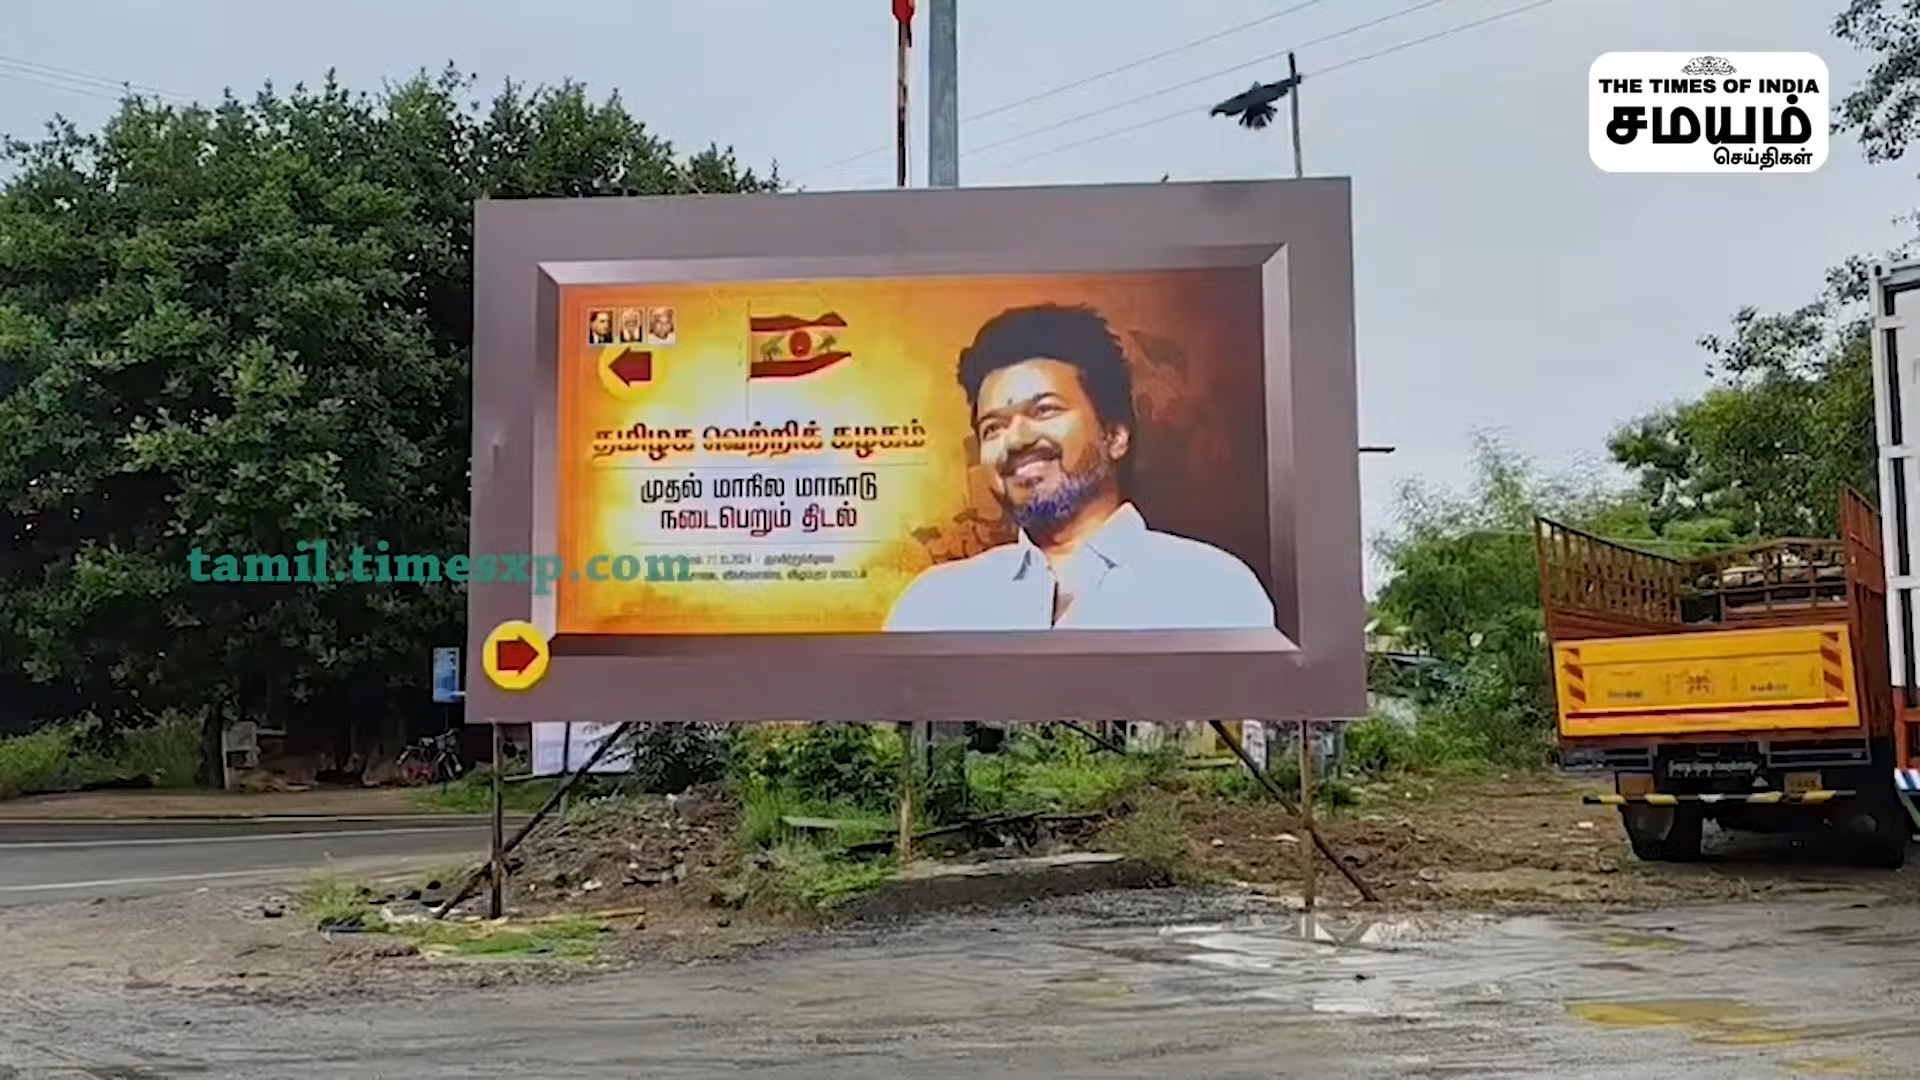 THE TIMES OF INDIA
சமயம்
செய்திகள்
தமிழக வெற்றிக் கழகம்
முதல் மாநில மாநாடு
நடைபெறும் திடல்
tamil.timesxp.com